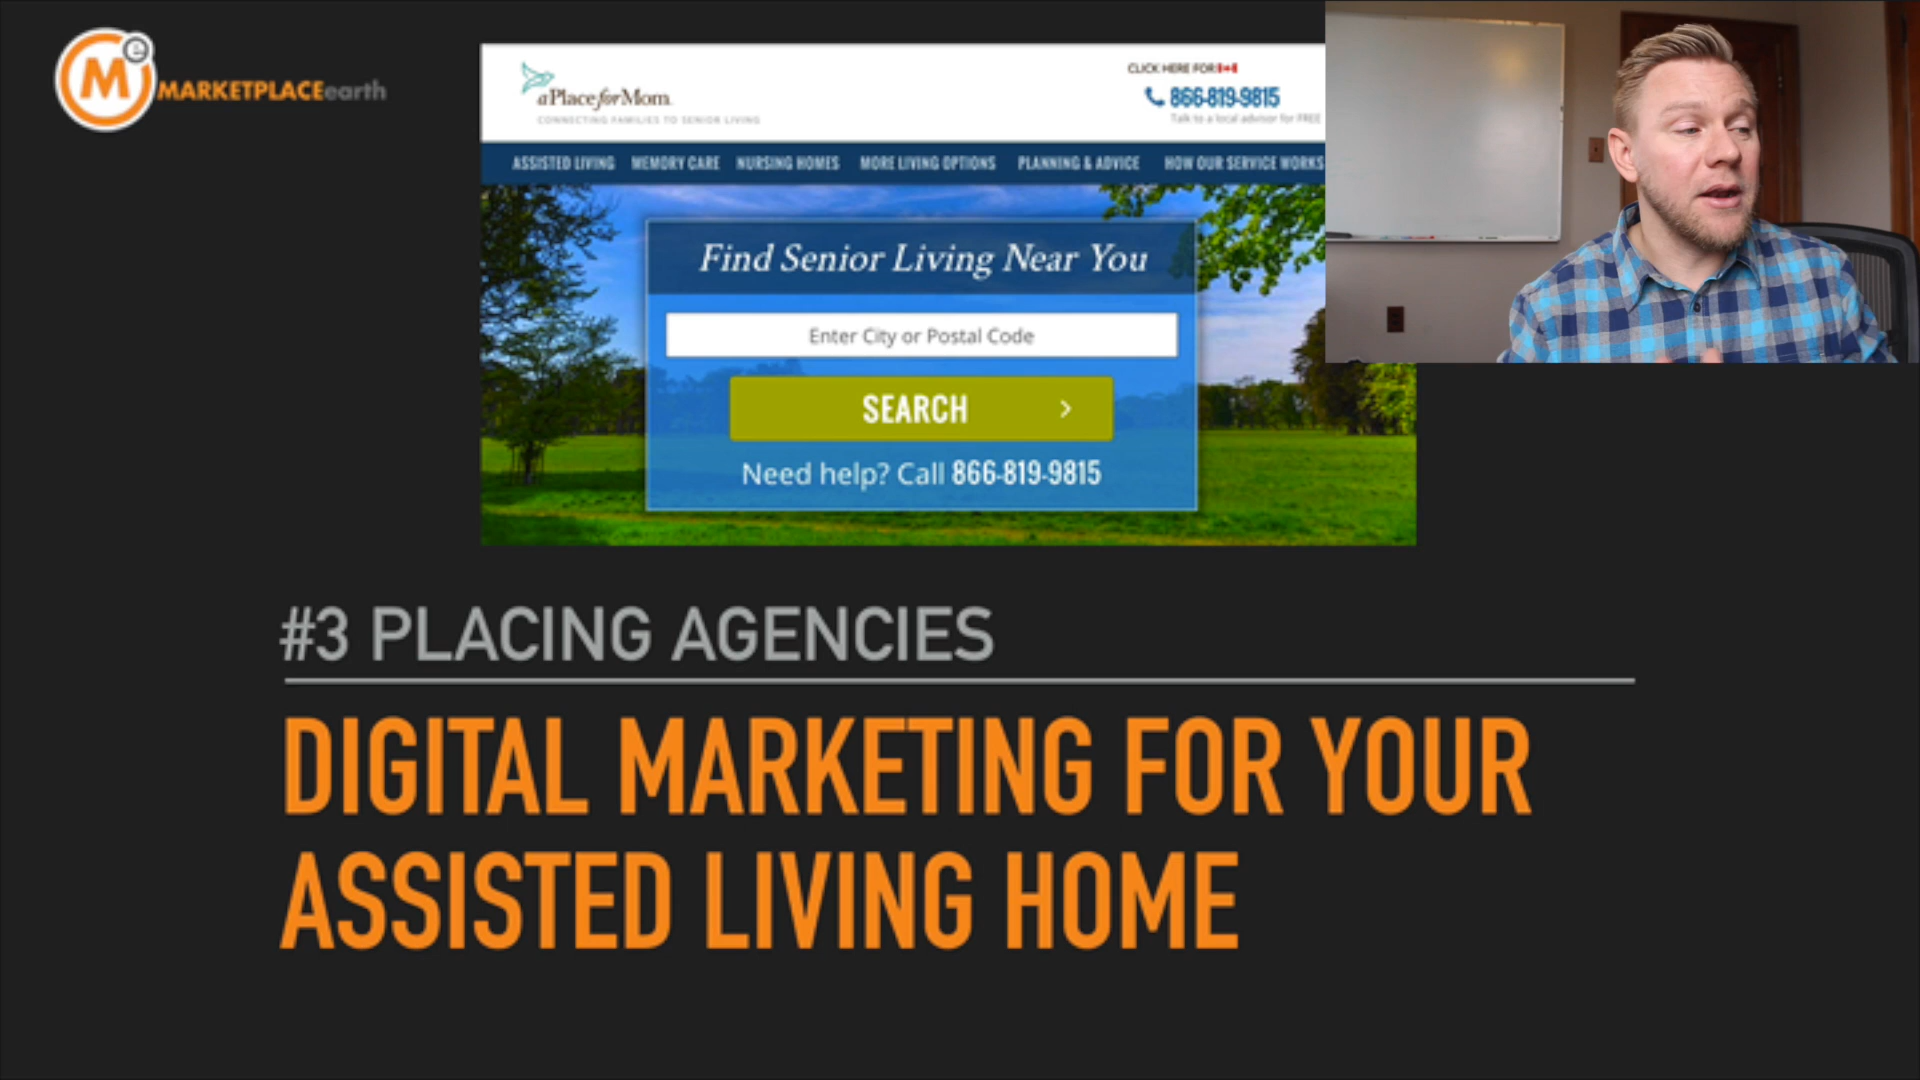 M e MARKETPLACEearth
aPlaceforMom.
CONNECTING FAMILIES TO SENIOR LIVING
CLICK HERE FOR
866-819-9815
Talk to a local advisor for FREE
ASSISTED LIVING MEMORY CARE NURSING HOMES MORE LIVING OPTIONS PLANNING & ADVICE HOW OUR SERVICE WORKS
Find Senior Living Near You
Enter City or Postal Code
SEARCH >
Need help? Call 866-819-9815
#3 PLACING AGENCIES
DIGITAL MARKETING FOR YOUR
ASSISTED LIVING HOME